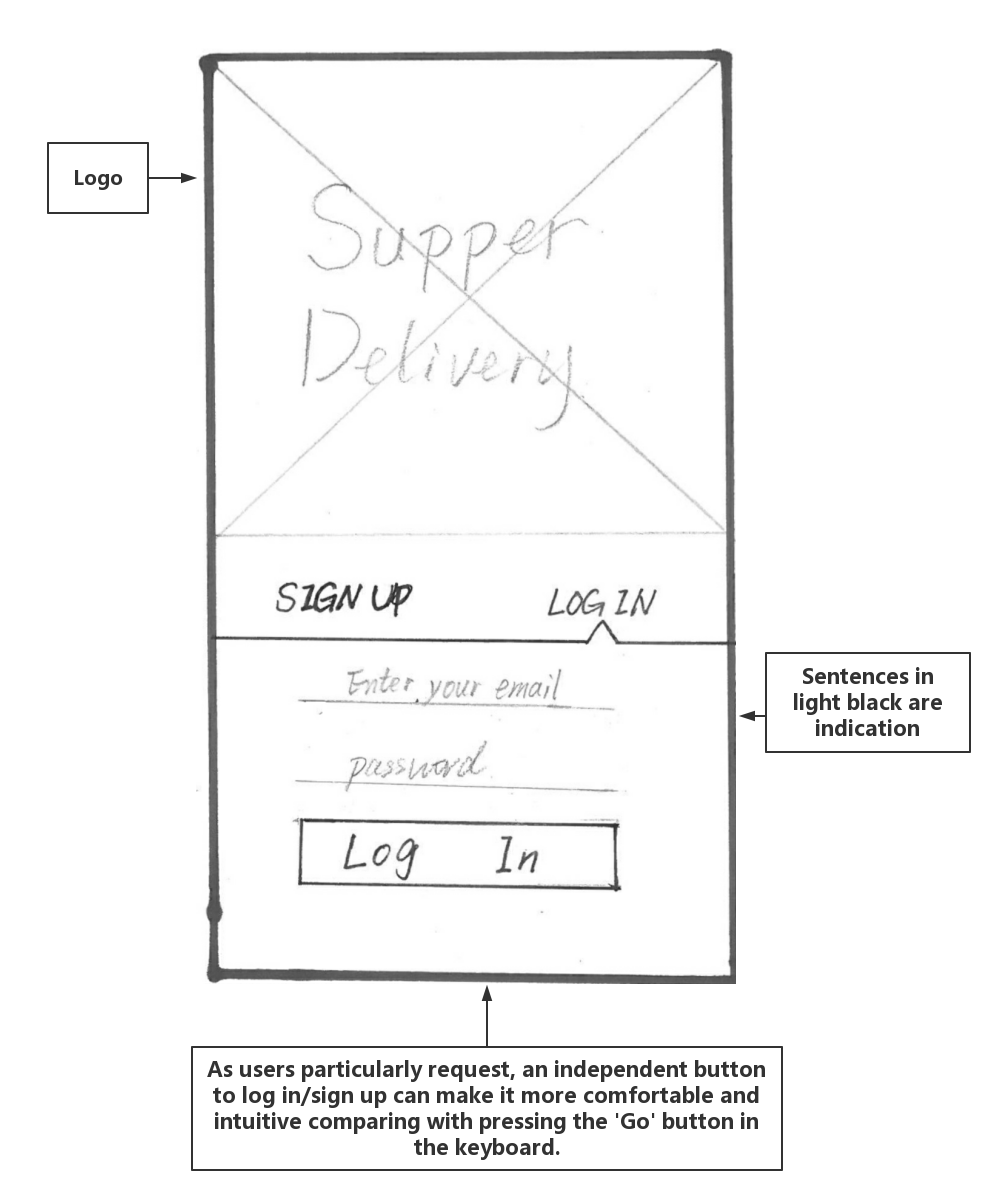 Logo
Supper
Delivery
SIGN UP
LOG IN
Enter your email
password
Log In
Sentences in
light black are
indication
As users particularly request, an independent button
to log in/sign up can make it more comfortable and
intuitive comparing with pressing the 'Go' button in
the keyboard.